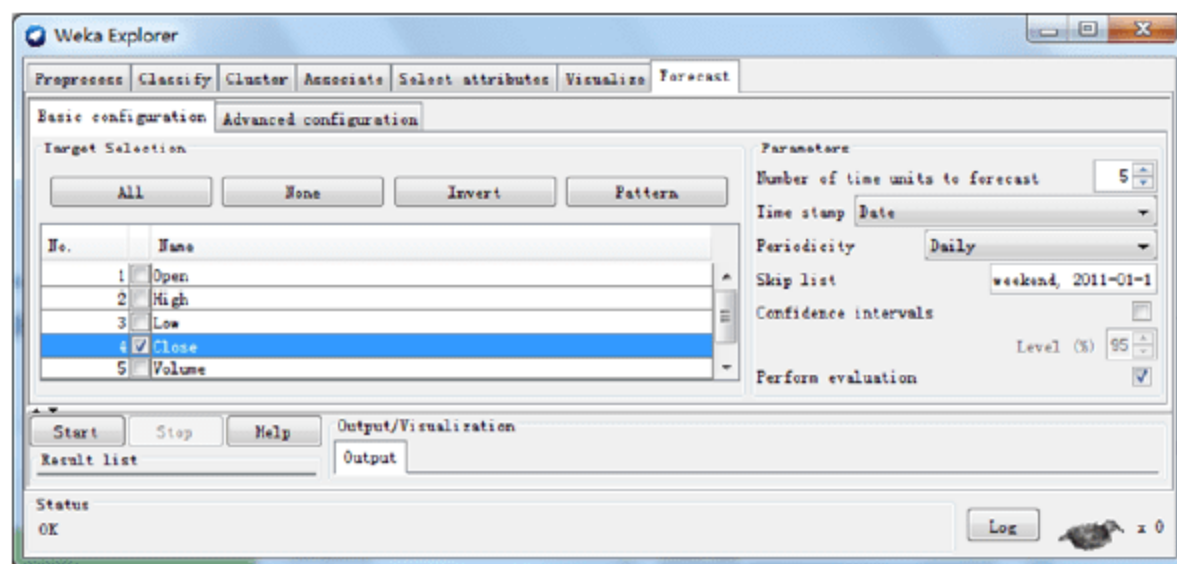 Weka Explorer
Preprocess Classify Cluster Associate Select attributes Visualize Forecast
Basic configuration Advanced configuration
Target Selection
All None Invert Pattern
No. Name
1 Open
2 High
3 Low
4 Close
5 Volume
Parameters
Number of time units to forecast 5
Time stamp Date
Periodicity Daily
Skip list weekend, 2011-01-1
Confidence intervals
Level (%) 95
Perform evaluation
Start Stop Help
Result list
Output/Visualization
Output
Status
OK
Log x 0